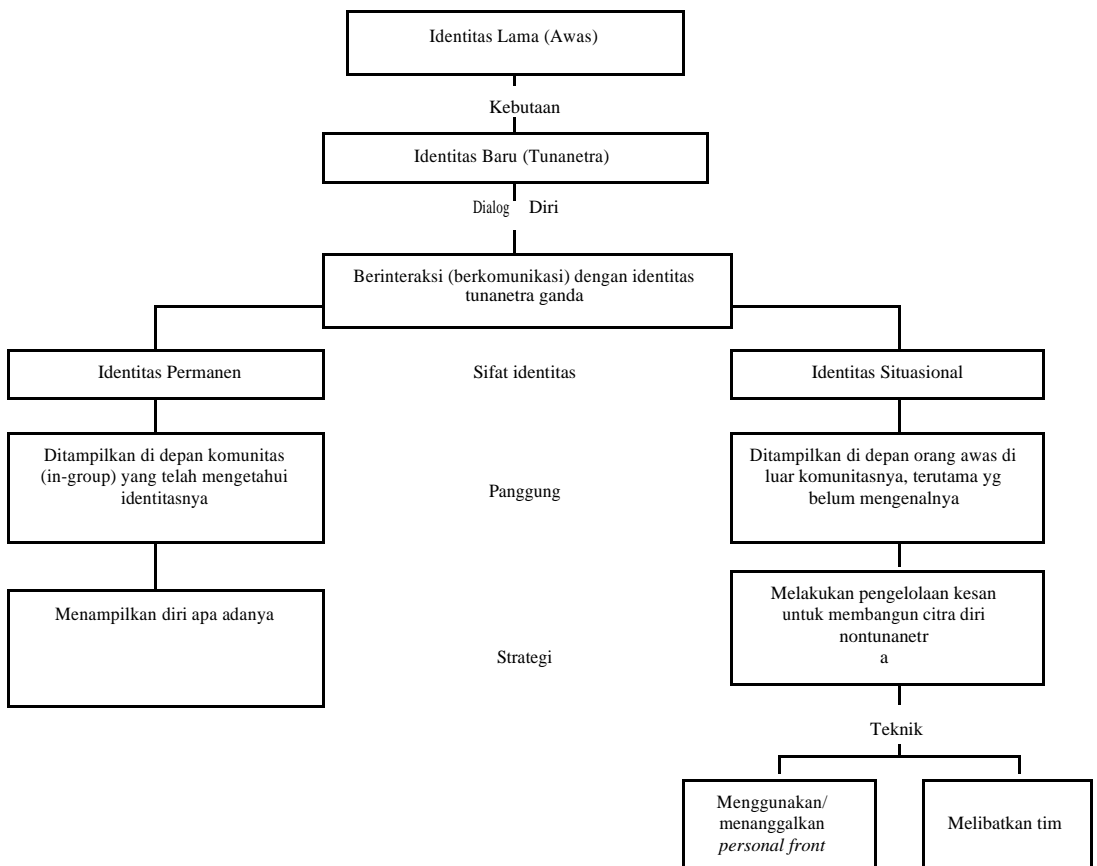 Identitas Lama (Awas)
Kebutaan
Identitas Baru (Tunanetra)
Dialog Diri
Berinteraksi (berkomunikasi) dengan identitas
tunanetra ganda
Identitas Permanen
Sifat identitas
Identitas Situasional
Ditampilkan di depan komunitas
(in-group) yang telah mengetahui
identitasnya
Panggung
Ditampilkan di depan orang awas di
luar komunitasnya, terutama yg
belum mengenalnya
Menampilkan diri apa adanya
Strategi
Melakukan pengelolaan kesan
untuk membangun citra diri
nontunanetr
a
Teknik
Menggunakan/
menanggalkan
personal front
Melibatkan tim